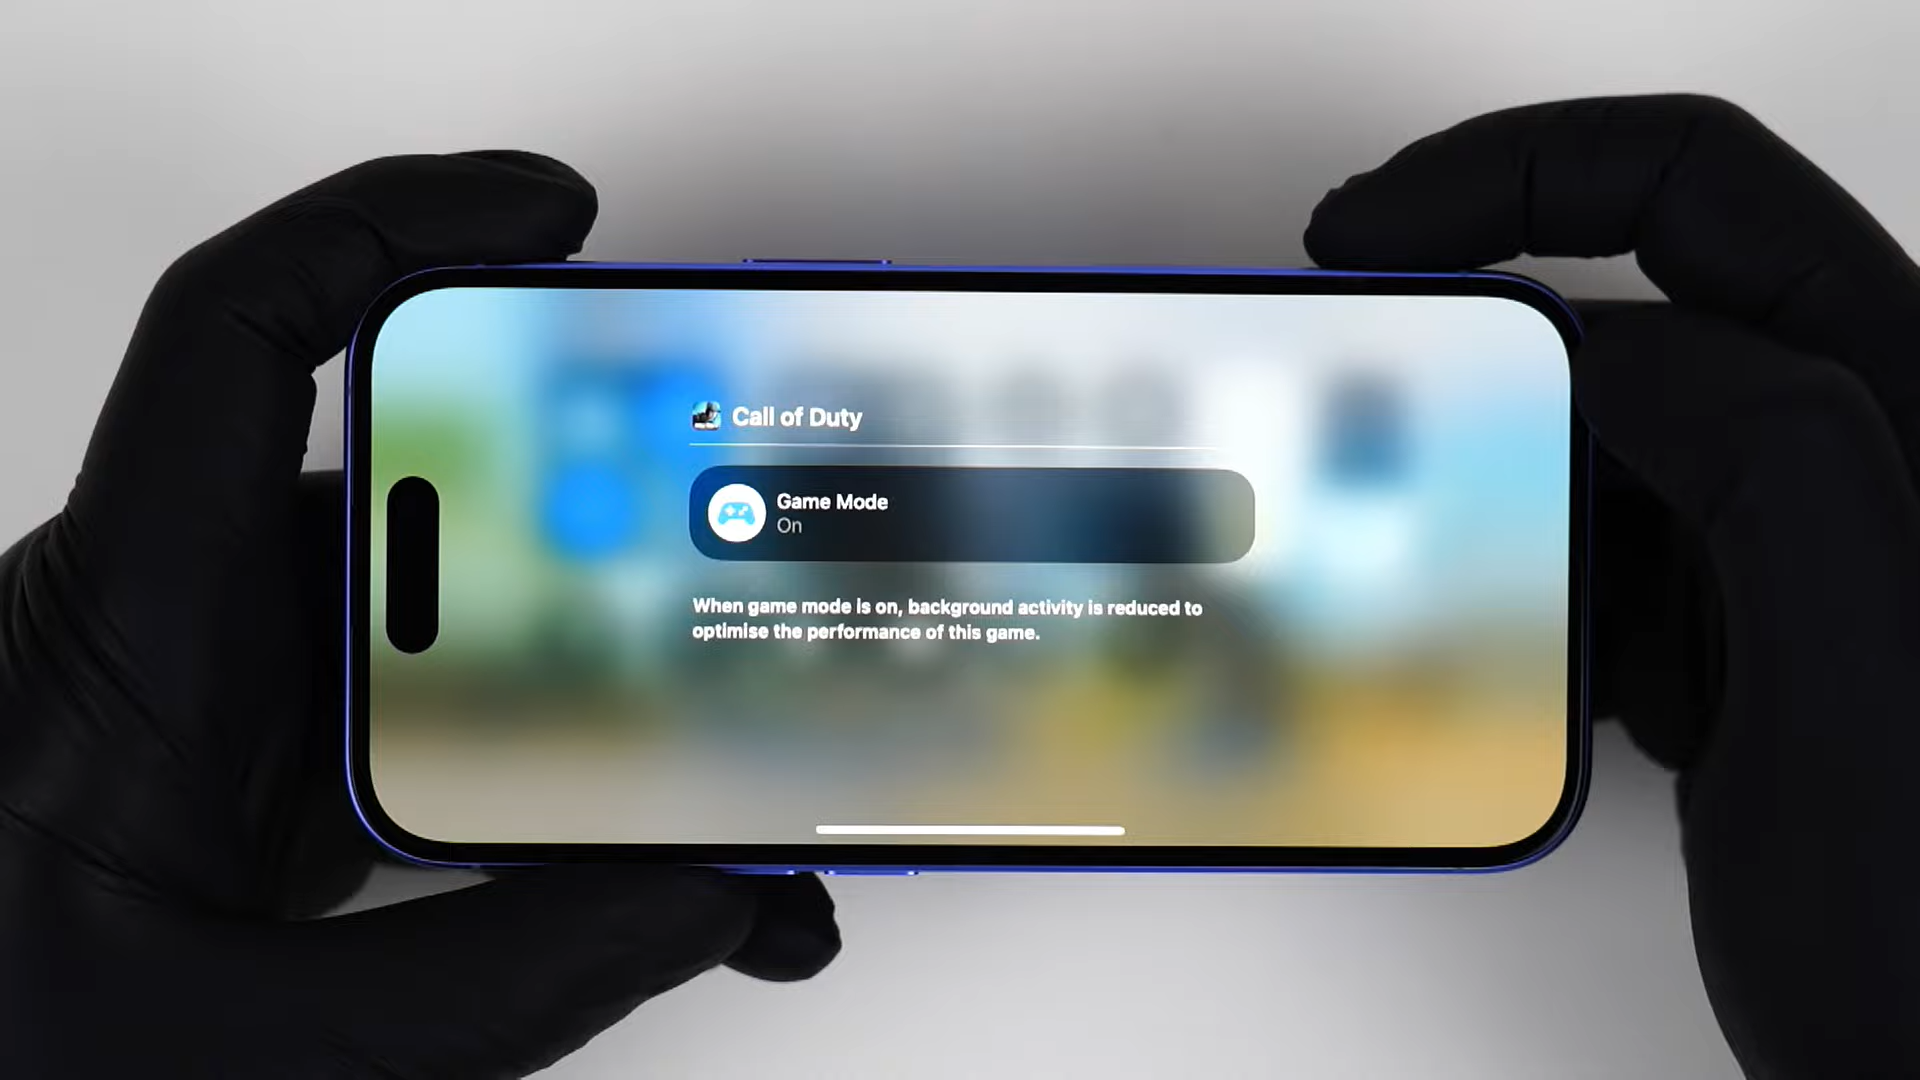 Call of Duty
Game Mode
On
When game mode is on, background activity is reduced to
optimise the performance of this game.